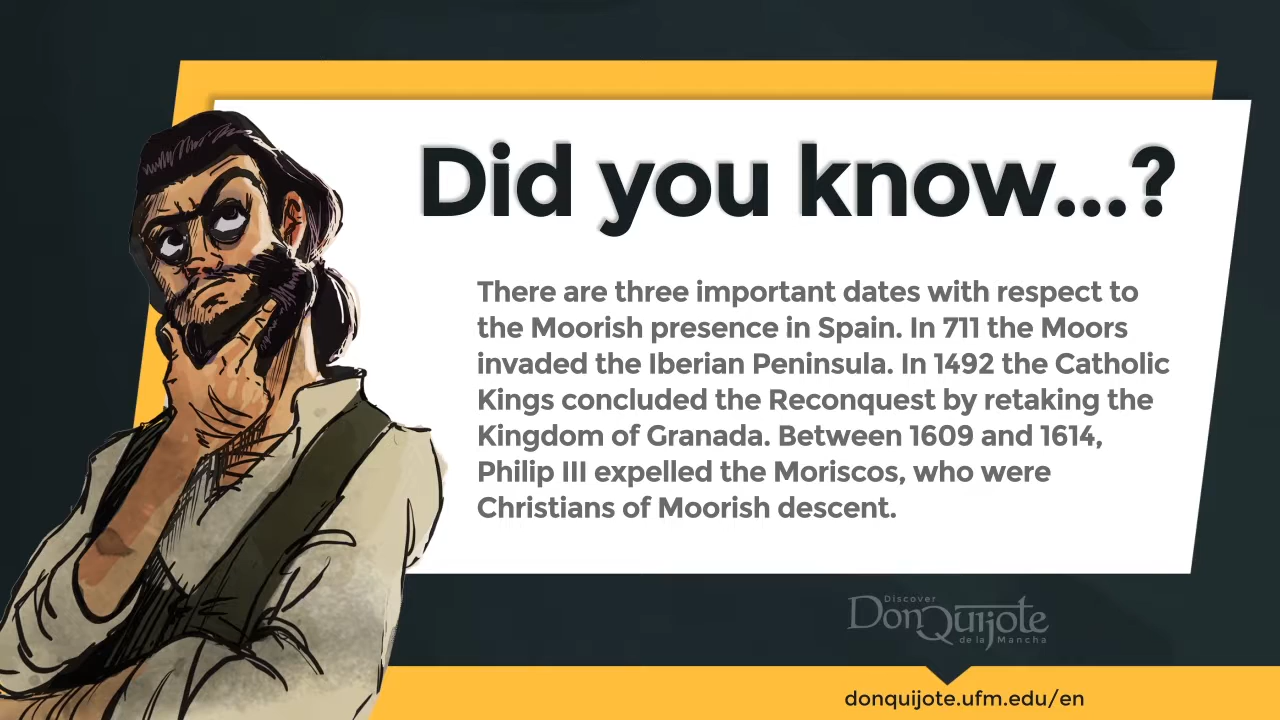 Did you know...?
There are three important dates with respect to
the Moorish presence in Spain. In 711 the Moors
invaded the Iberian Peninsula. In 1492 the Catholic
Kings concluded the Reconquest by retaking the
Kingdom of Granada. Between 1609 and 1614,
Philip III expelled the Moriscos, who were
Christians of Moorish descent.
Discover
DonQuijote
de la Mancha
donquijote.ufm.edu/en